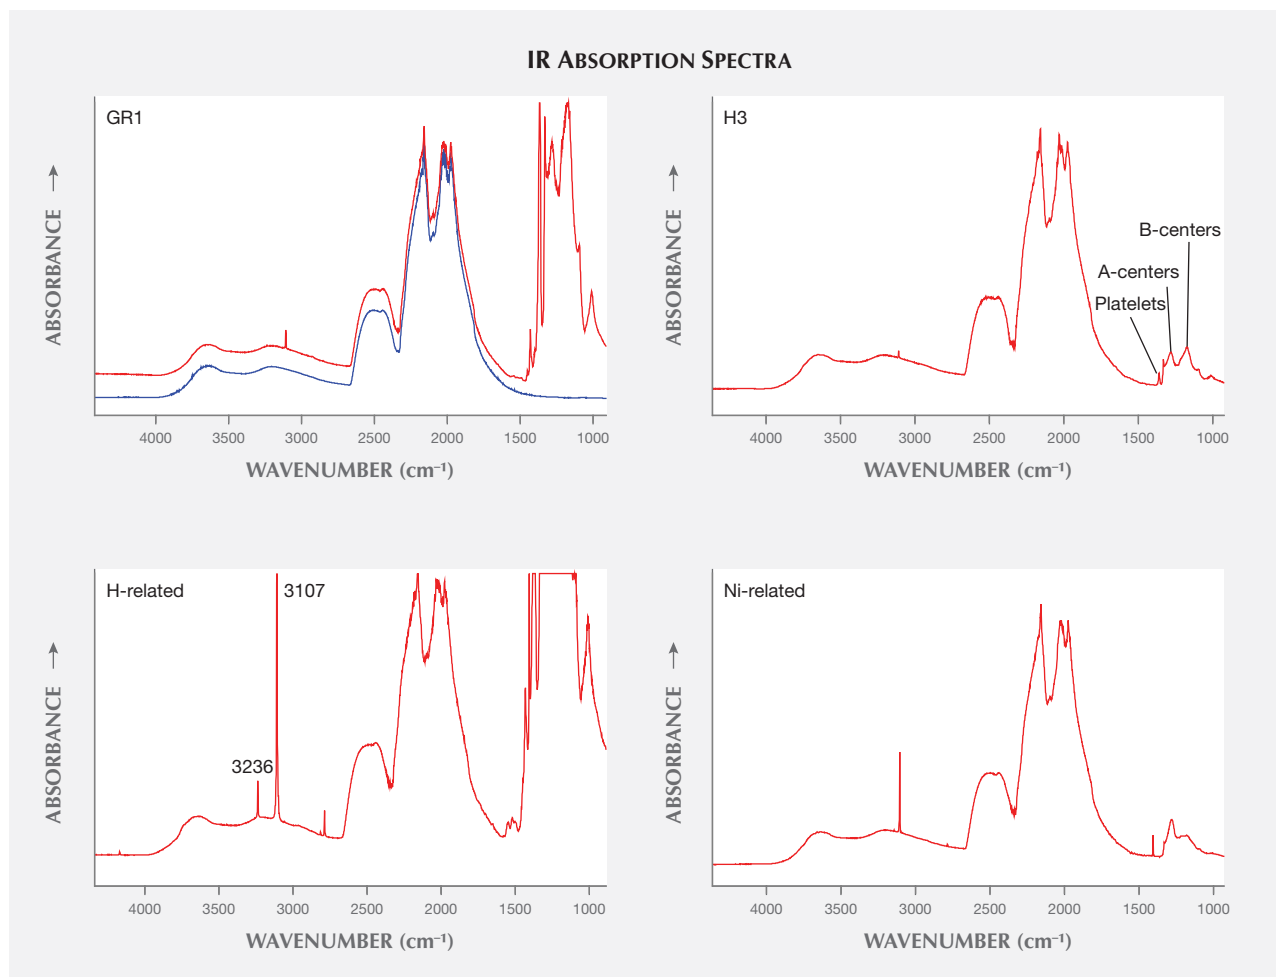 IR ABSORPTION SPECTRA
GR1
ABSORBANCE
4000 3500 3000 2500 2000 1500 1000
WAVENUMBER (cm⁻¹)
H3
B-centers
A-centers
Platelets
ABSORBANCE
4000 3500 3000 2500 2000 1500 1000
WAVENUMBER (cm⁻¹)
H-related
3107
3236
ABSORBANCE
4000 3500 3000 2500 2000 1500 1000
WAVENUMBER (cm⁻¹)
Ni-related
ABSORBANCE
4000 3500 3000 2500 2000 1500 1000
WAVENUMBER (cm⁻¹)